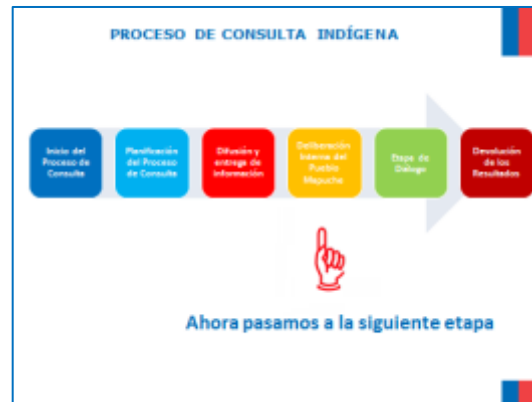 PROCESO DE CONSULTA INDÍGENA
Inicio del
Proceso de
Consulta
Planificación
del Proceso
de Consulta
Difusión y
entrega de
información
Deliberación
Interna del
Pueblo
Mapuche
Etapa de
Diálogo
Devolución
de los
Resultados
Ahora pasamos a la siguiente etapa